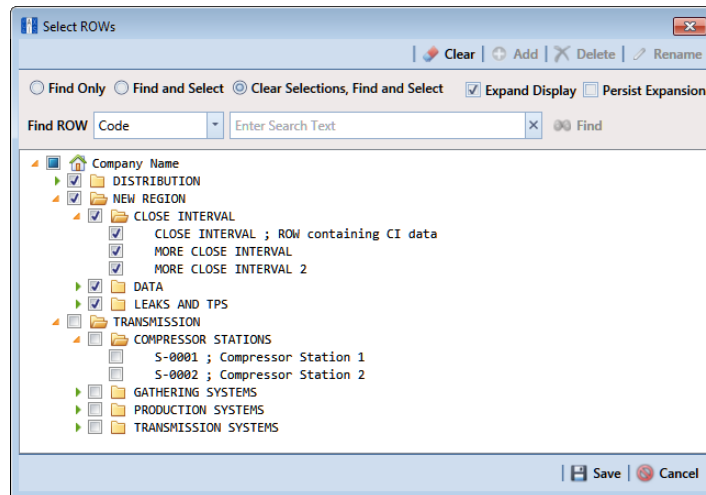 Select ROWs
Clear Add Delete Rename
Find Only Find and Select Clear Selections, Find and Select Expand Display Persist Expansion
Find ROW Code Enter Search Text Find
Company Name
DISTRIBUTION
NEW REGION
CLOSE INTERVAL
CLOSE INTERVAL ; ROW containing CI data
MORE CLOSE INTERVAL
MORE CLOSE INTERVAL 2
DATA
LEAKS AND TPS
TRANSMISSION
COMPRESSOR STATIONS
S-0001 ; Compressor Station 1
S-0002 ; Compressor Station 2
GATHERING SYSTEMS
PRODUCTION SYSTEMS
TRANSMISSION SYSTEMS
Save Cancel